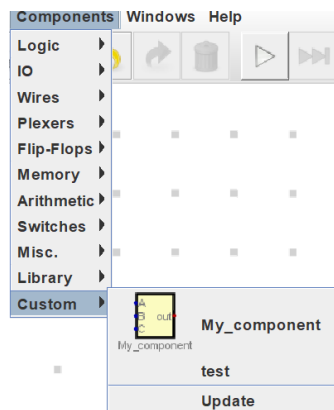 Components Windows Help
Logic
IO
Wires
Plexers
Flip-Flops
Memory
Arithmetic
Switches
Misc.
Library
Custom
A
B out
C
My_component
My_component
test
Update